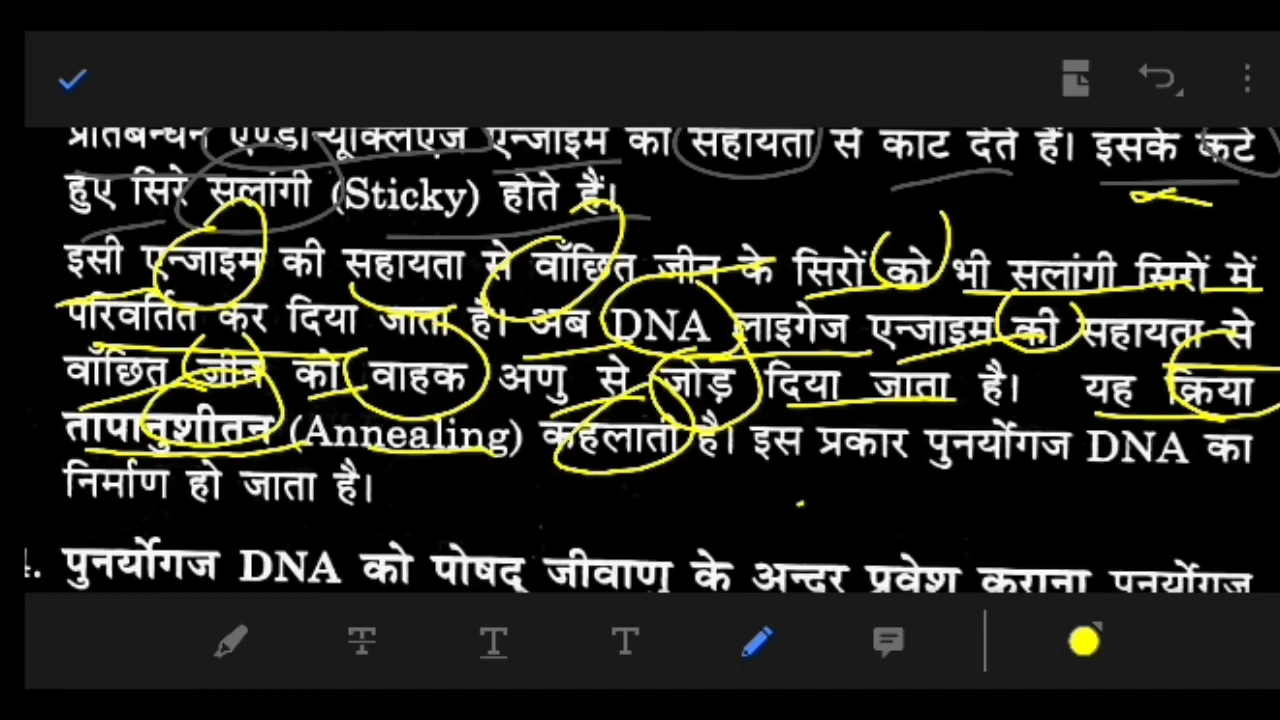 प्रतिबन्धन एण्डोन्यूक्लिएज एन्जाइम की सहायता से काट देते हैं। इसके कटे
हुए सिरे सलांगी (Sticky) होते हैं।
इसी एन्जाइम की सहायता से वाँछित जीन के सिरों को भी सलांगी सिरों में
परिवर्तित कर दिया जाता है। अब DNA लाइगेज एन्जाइम की सहायता से
वाँछित जीन को वाहक अणु से जोड़ दिया जाता है। यह क्रिया
तापानुशीतन (Annealing) कहलाती है। इस प्रकार पुनर्योगज DNA का
निर्माण हो जाता है।
4. पुनर्योगज DNA को पोषद् जीवाणु के अन्दर प्रवेश कराना पुनर्योगज
T T T